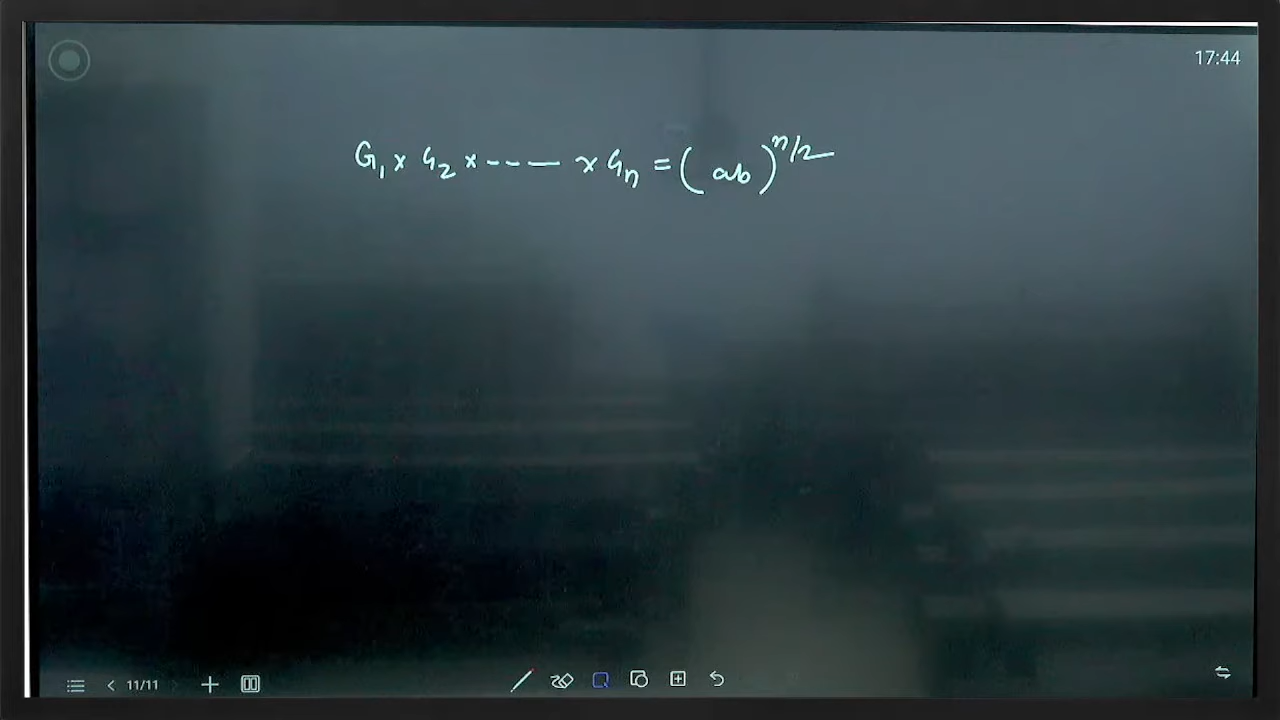 17:44
G₁ × G₂ × - - - — × Gₙ = (ab)^n/2
11/11